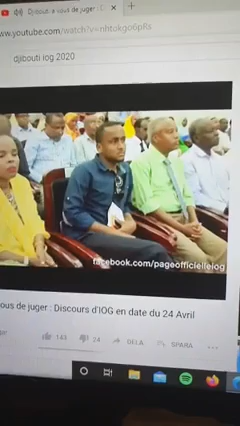 Djibouti à vous de juger : D
ww.youtube.com/watch?v=nhtokgo6pRs
djibouti iog 2020
facebook.com/pageofficielleiog
ous de juger : Discours d'IOG en date du 24 Avril
143
24
DELA
SPARA